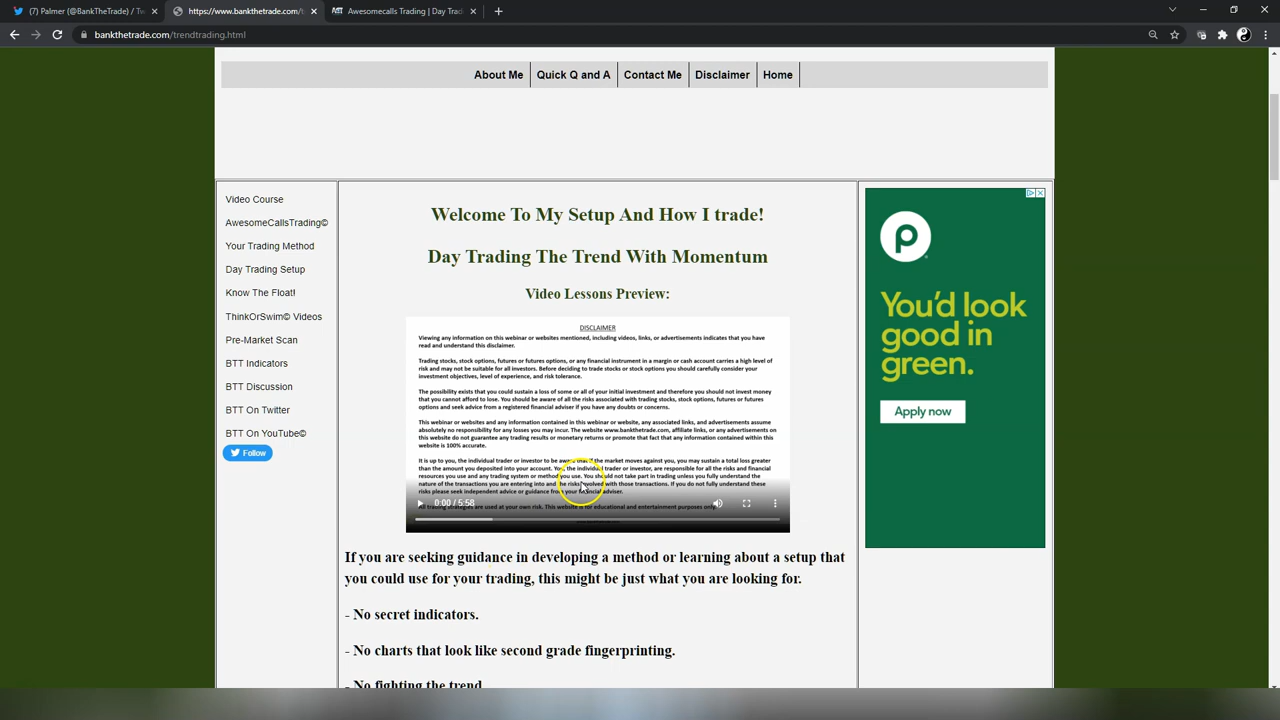 (7) Palmer (@BankTheTrade) / Tw
https://www.bankthetrade.com/t
Awesomecalls Trading | Day Trad
bankthetrade.com/trendtrading.html
About Me
Quick Q and A
Contact Me
Disclaimer
Home
Video Course
AwesomeCallsTrading©
Your Trading Method
Day Trading Setup
Know The Float!
ThinkOrSwim© Videos
Pre-Market Scan
BTT Indicators
BTT Discussion
BTT On Twitter
BTT On YouTube©
Follow
Welcome To My Setup And How I trade!
Day Trading The Trend With Momentum
Video Lessons Preview:
DISCLAIMER
Viewing any information on this webinar or websites mentioned, including videos, links, or advertisements indicates that you have
read and understand this disclaimer.
Trading stocks, stock options, futures or futures options, or any financial instrument in a margin or cash account carries a high level of
risk and may not be suitable for all investors. Before deciding to trade stocks or stock options you should carefully consider your
investment objectives, level of experience, and risk tolerance.
The possibility exists that you could sustain a loss of some or all of your initial investment and therefore you should not invest money
that you cannot afford to lose. You should be aware of all the risks associated with trading stocks, stock options, futures or futures
options and seek advice from a registered financial adviser if you have any doubts or concerns.
This webinar or websites and any information contained in this webinar or website, any associated links, and advertisements assume
absolutely no responsibility for any losses you may incur. The website www.bankthetrade.com, affiliate links, or any advertisements on
this website do not guarantee any trading results or monetary returns or promote that fact that any information contained within this
website is 100% accurate.
It is up to you, the individual trader or investor to be aware that if the market moves against you, you may sustain a total loss greater
than the amount you deposited into your account. You the individual trader or investor, are responsible for all the risks and financial
resources you use and any trading system or method you use. You should not take part in trading unless you fully understand the
nature of the transactions you are entering into and the risks involved with those transactions. If you do not fully understand these
risks please seek independent advice or guidance from your financial adviser.
All trading strategies are used at your own risk. This website is for educational and entertainment purposes only.
0:00 / 5:58
If you are seeking guidance in developing a method or learning about a setup that
you could use for your trading, this might be just what you are looking for.
- No secret indicators.
- No charts that look like second grade fingerprinting.
- No fighting the trend
You'd look
good in
green.
Apply now